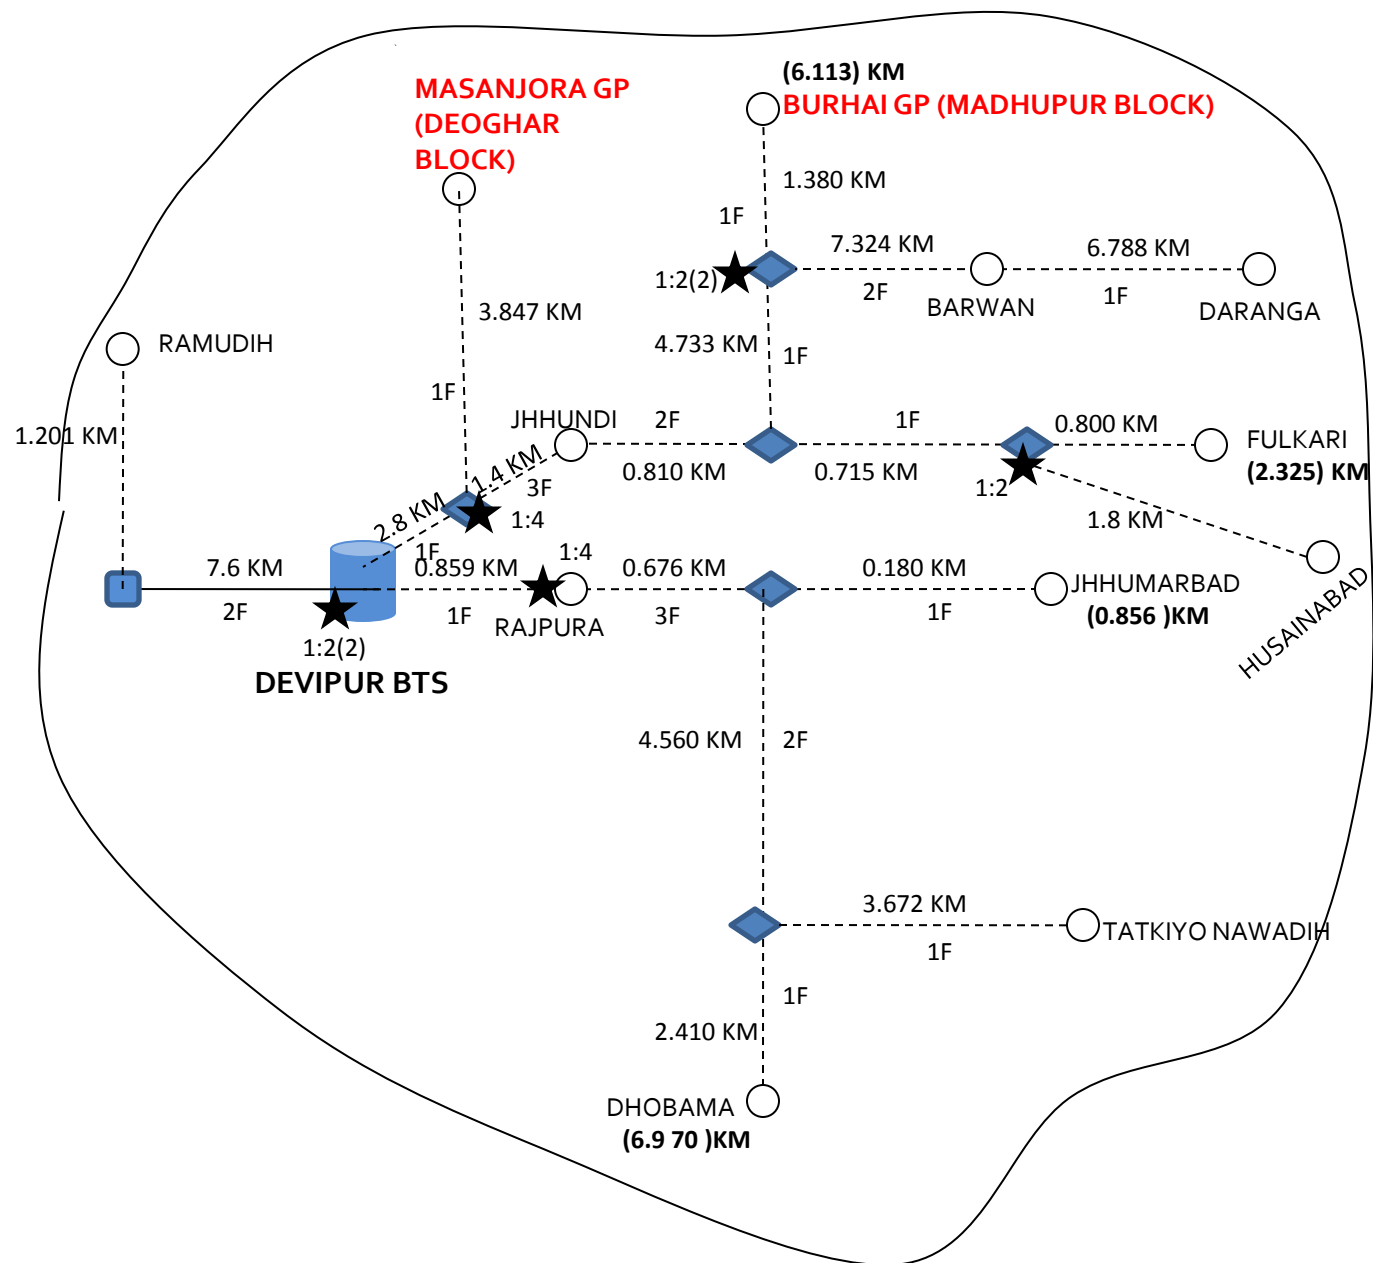 (6.113) KM
MASANJORA GP
(DEOGHAR
BLOCK)
BURHAI GP (MADHUPUR BLOCK)
1.380 KM
1F
7.324 KM
6.788 KM
1:2(2)
2F
1F
BARWAN
DARANGA
3.847 KM
4.733 KM
1F
RAMUDIH
1F
JHHUNDI
2F
1F
0.800 KM
1.201 KM
FULKARI
(2.325) KM
0.810 KM
0.715 KM
1.4 KM
3F
1:2
2.8 KM
1:4
1.8 KM
1F
1:4
7.6 KM
0.859 KM
0.676 KM
0.180 KM
JHHUMARBAD
(0.856 )KM
2F
1F
RAJPURA
3F
1F
HUSAINABAD
1:2(2)
DEVIPUR BTS
4.560 KM
2F
3.672 KM
TATKIYO NAWADIH
1F
1F
2.410 KM
DHOBAMA
(6.9 70 )KM